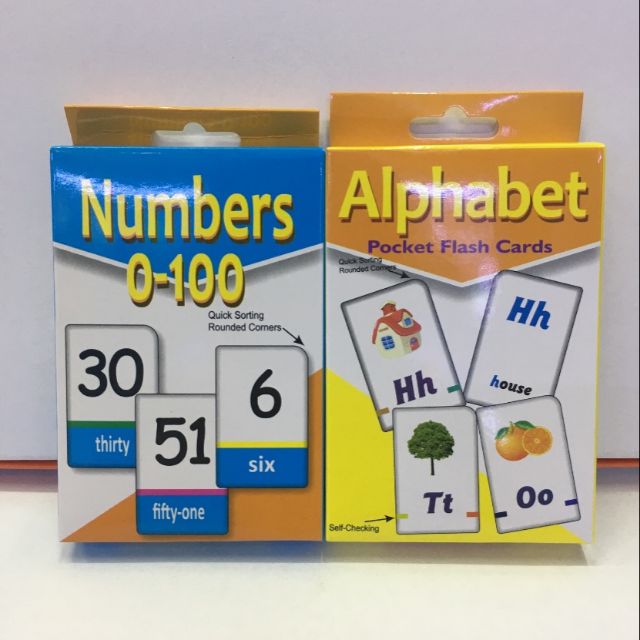 Numbers
0-100
Quick Sorting
Rounded Corners
30
thirty
51
fifty-one
6
six
Alphabet
Pocket Flash Cards
Quick Sorting
Rounded Corners
Hh
Hh
house
Tt
Oo
Self-Checking